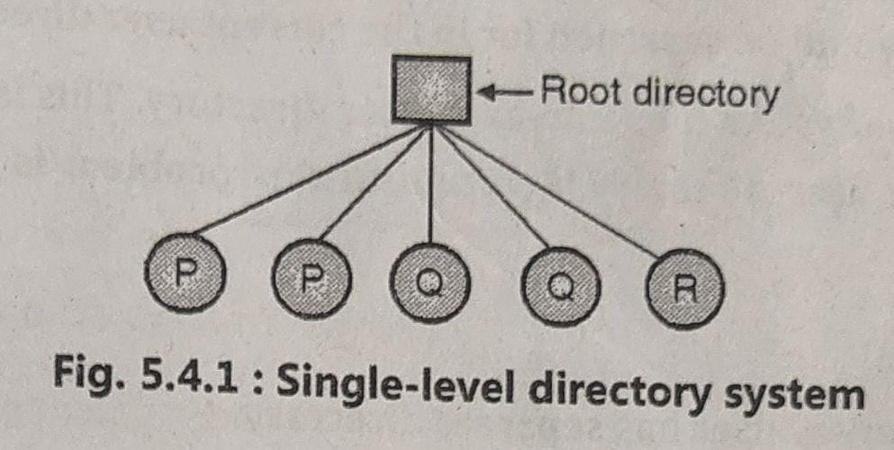 Root directory
P P Q Q R
Fig. 5.4.1 : Single-level directory system